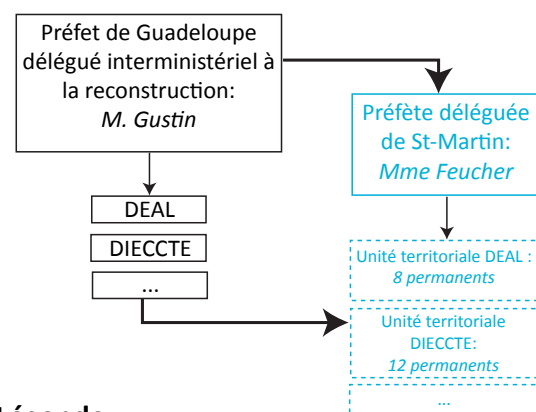 Préfet de Guadeloupe
délégué interministériel à
la reconstruction:
M. Gustin
Préfète déléguée
de St-Martin:
Mme Feucher
DEAL
DIECCTE
...
Unité territoriale DEAL :
8 permanents
Unité territoriale
DIECCTE:
12 permanents
...